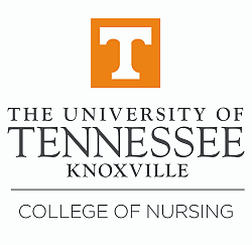 T
THE UNIVERSITY OF
TENNESSEE
KNOXVILLE
COLLEGE OF NURSING